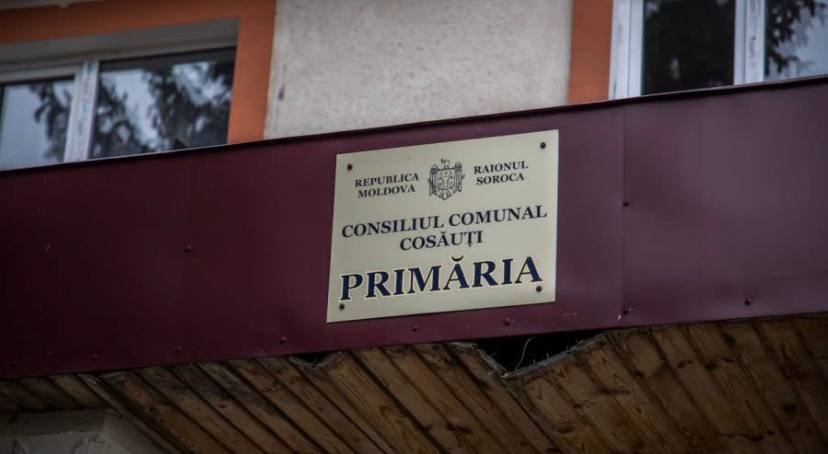 REPUBLICA MOLDOVA
RAIONUL SOROCA
CONSILIUL COMUNAL
COSĂUȚI
PRIMĂRIA